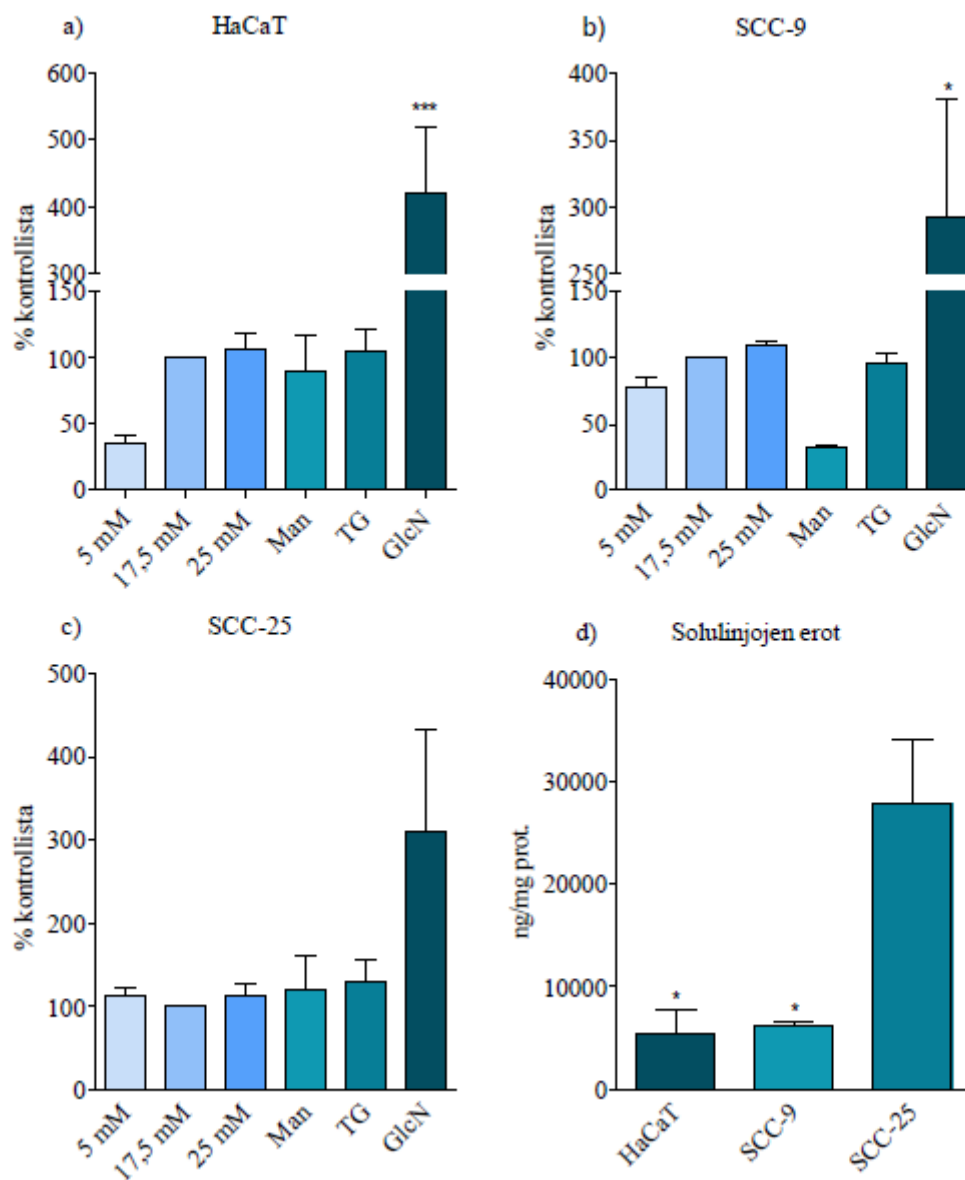 a) HaCaT
% kontrollista
600
500
400
300
150
100
50
0
***
5 mM
17,5 mM
25 mM
Man
TG
GlcN
b) SCC-9
% kontrollista
400
350
300
250
150
100
50
0
*
5 mM
17,5 mM
25 mM
Man
TG
GlcN
c) SCC-25
% kontrollista
500
400
300
200
100
0
5 mM
17,5 mM
25 mM
Man
TG
GlcN
d) Solulinjojen erot
ng/mg prot.
40000
30000
20000
10000
0
*
*
HaCaT
SCC-9
SCC-25